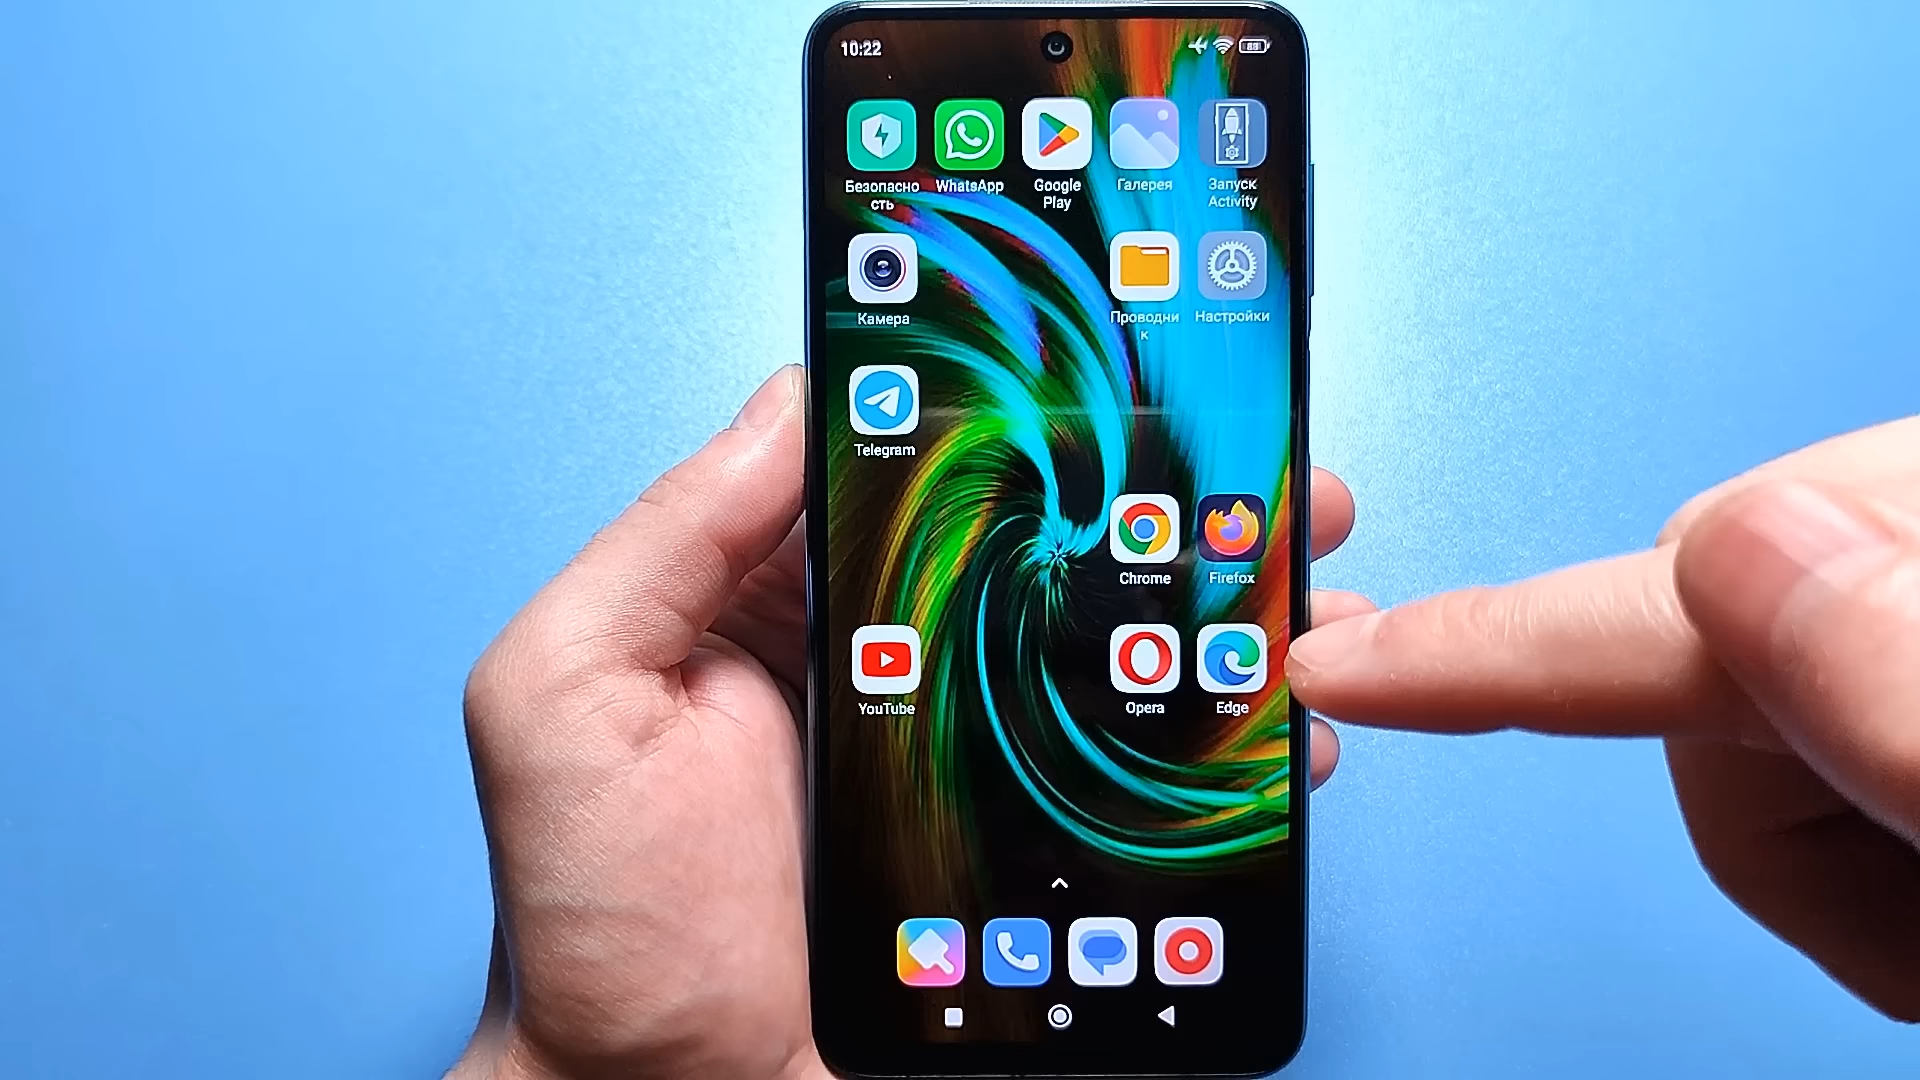 10:22
88
Безопасно
сть
WhatsApp
Google
Play
Галерея
Запуск
Activity
Камера
Проводни
к
Настройки
Telegram
Chrome
Firefox
YouTube
Opera
Edge